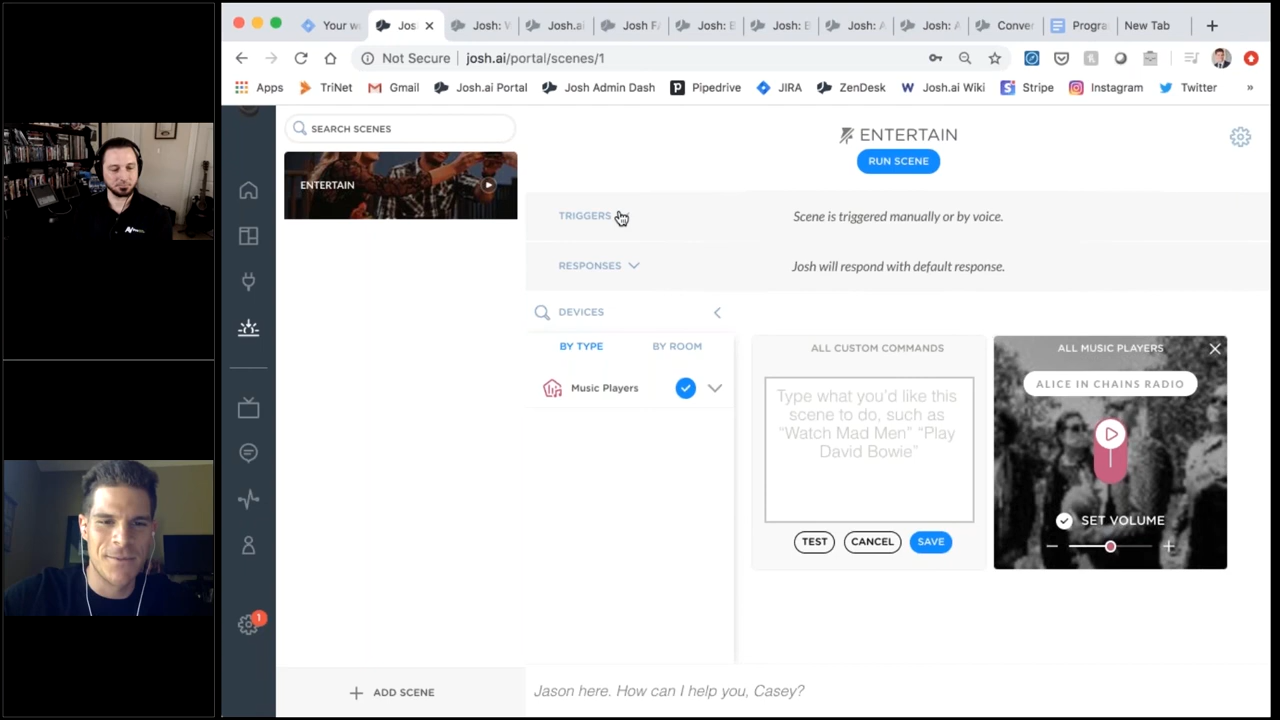 Your w
Jos
Josh: W
Josh.ai
Josh FA
Josh: E
Josh: E
Josh: A
Josh: A
Conver
Progra
New Tab
Not Secure
josh.ai/portal/scenes/1
Apps
TriNet
Gmail
Josh.ai Portal
Josh Admin Dash
Pipedrive
JIRA
ZenDesk
Josh.ai Wiki
Stripe
Instagram
Twitter
»
SEARCH SCENES
ENTERTAIN
ENTERTAIN
RUN SCENE
TRIGGERS
Scene is triggered manually or by voice.
RESPONSES
Josh will respond with default response.
DEVICES
BY TYPE
BY ROOM
Music Players
ALL CUSTOM COMMANDS
Type what you'd like this
scene to do, such as
"Watch Mad Men" "Play
David Bowie"
TEST
CANCEL
SAVE
ALL MUSIC PLAYERS
ALICE IN CHAINS RADIO
SET VOLUME
1
ADD SCENE
Jason here. How can I help you, Casey?